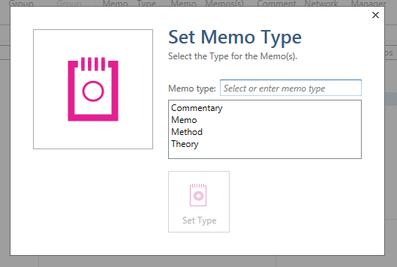 Group Group Memo Type Memo Memo(s) Comment Network Manager
Set Memo Type
Select the Type for the Memo(s).
Memo type: Select or enter memo type
Commentary
Memo
Method
Theory
Set Type